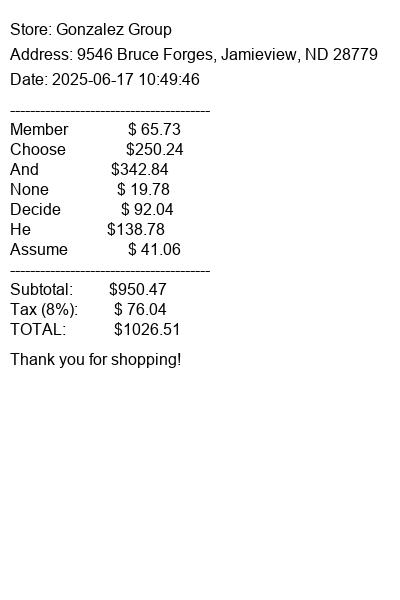 Store: Gonzalez Group
Address: 9546 Bruce Forges, Jamieview, ND 28779
Date: 2025-06-17 10:49:46
----------------------------------------
Member $ 65.73
Choose $250.24
And $342.84
None $ 19.78
Decide $ 92.04
He $138.78
Assume $ 41.06
----------------------------------------
Subtotal: $950.47
Tax (8%): $ 76.04
TOTAL: $1026.51
Thank you for shopping!